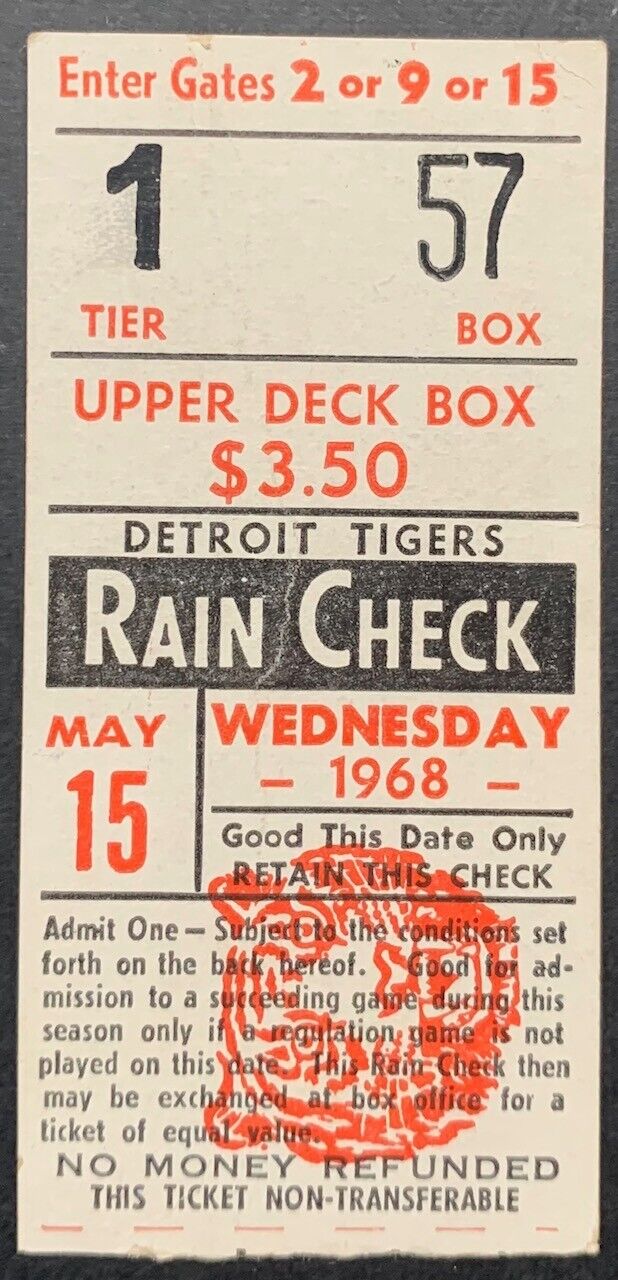 Enter Gates 2 or 9 or 15
1 57
TIER BOX
UPPER DECK BOX
$3.50
DETROIT TIGERS
RAIN CHECK
MAY WEDNESDAY
15 – 1968 –
Good This Date Only
RETAIN THIS CHECK
Admit One — Subject to the conditions set
forth on the back hereof. Good for ad-
mission to a succeeding game during this
season only if a regulation game is not
played on this date. This Rain Check then
may be exchanged at box office for a
ticket of equal value.
NO MONEY REFUNDED
THIS TICKET NON-TRANSFERABLE